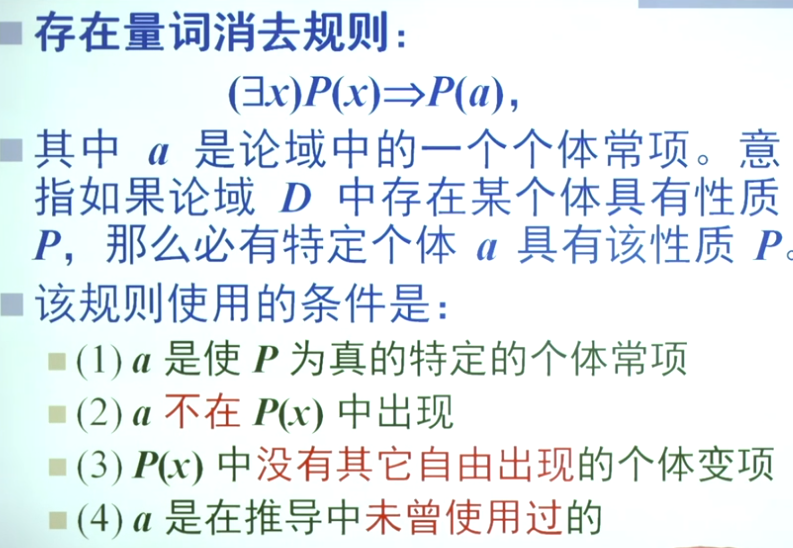 存在量词消去规则：
(∃x)P(x)⇒P(a)，
其中 a 是论域中的一个个体常项。意
指如果论域 D 中存在某个体具有性质
P，那么必有特定个体 a 具有该性质 P。
该规则使用的条件是：
(1) a 是使 P 为真的特定的个体常项
(2) a 不在 P(x) 中出现
(3) P(x) 中没有其它自由出现的个体变项
(4) a 是在推导中未曾使用过的